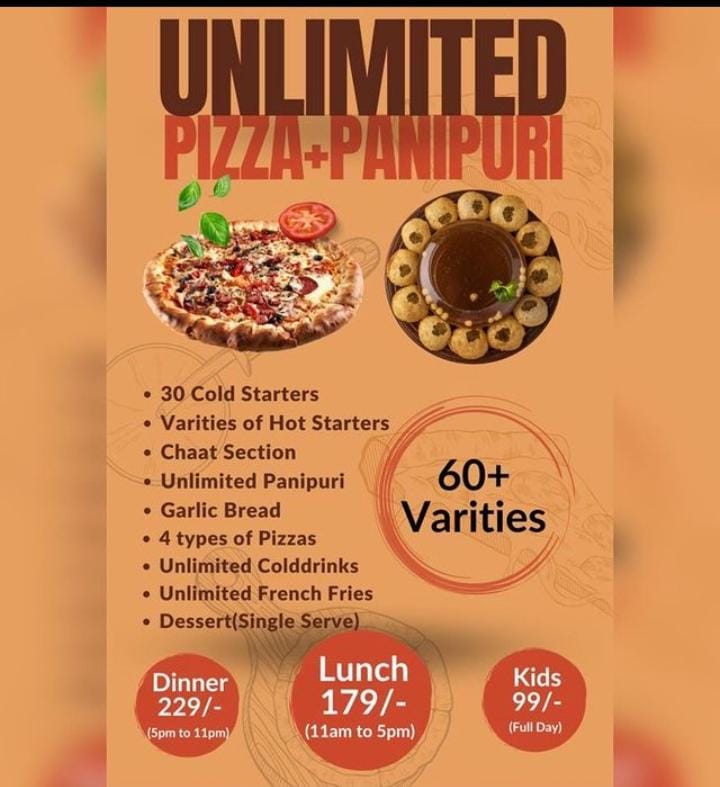 UNLIMITED
PIZZA+PANIPURI
• 30 Cold Starters
• Varities of Hot Starters
• Chaat Section
• Unlimited Panipuri
• Garlic Bread
• 4 types of Pizzas
• Unlimited Colddrinks
• Unlimited French Fries
• Dessert(Single Serve)
60+
Varities
Dinner
229/-
(5pm to 11pm)
Lunch
179/-
(11am to 5pm)
Kids
99/-
(Full Day)